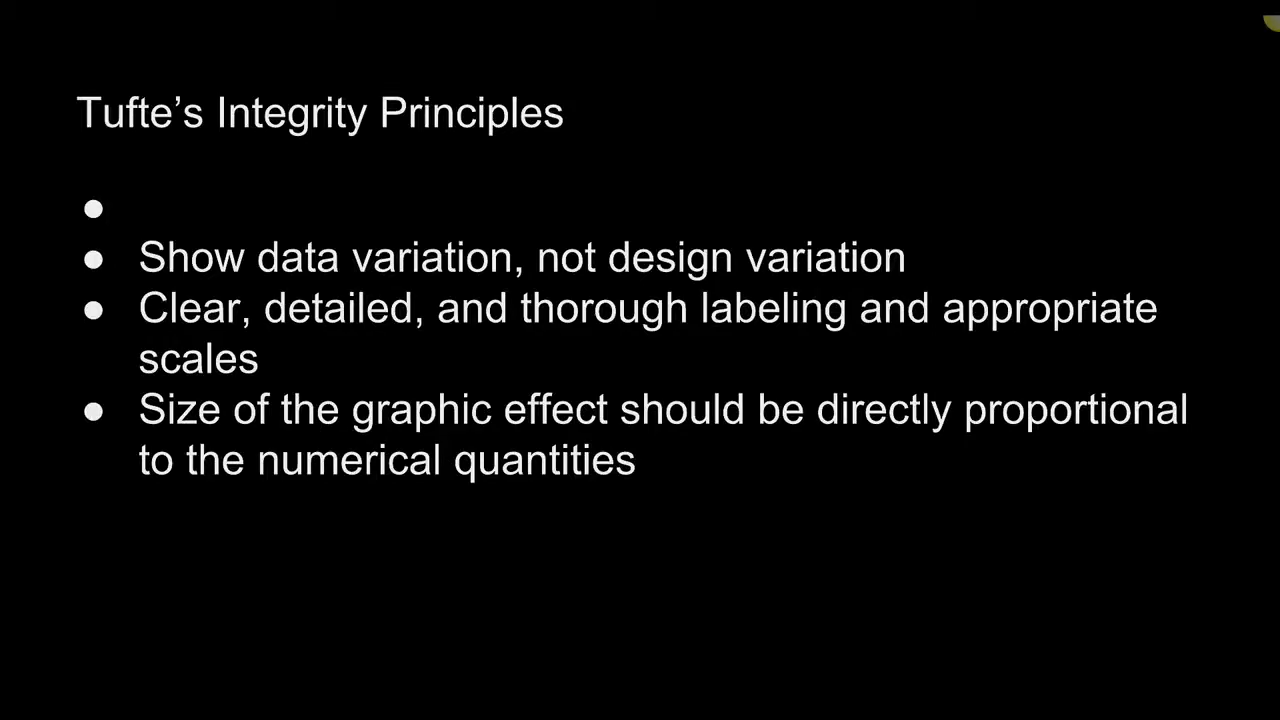 Tufte’s Integrity Principles
●
● Show data variation, not design variation
● Clear, detailed, and thorough labeling and appropriate
scales
● Size of the graphic effect should be directly proportional
to the numerical quantities